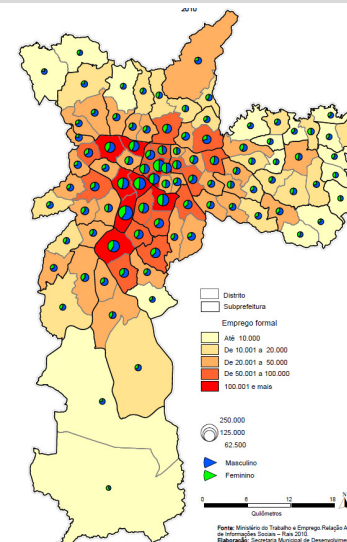 2010
Distrito
Subprefeitura
Emprego formal
Até 10.000
De 10.001 a 20.000
De 20.001 a 50.000
De 50.001 a 100.000
100.001 e mais
250.000
125.000
62.500
Masculino
Feminino
0 6 12 18
N
Quilômetros
Fonte: Ministério do Trabalho e Emprego.Relação A
de Informações Sociais – Rais 2010.
Elaboração: Secretaria Municipal de Desenvolvime